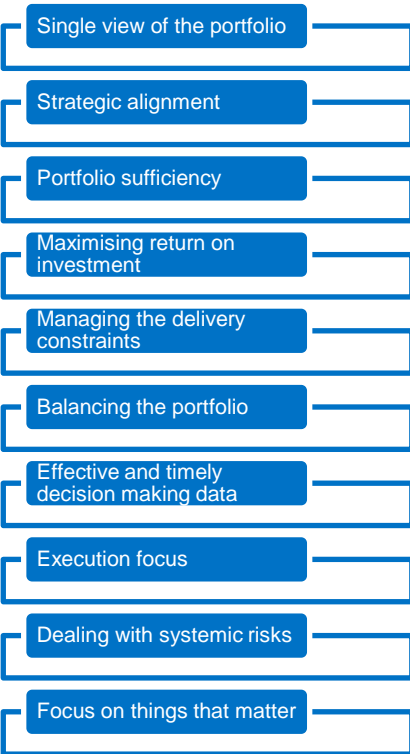 Single view of the portfolio
Strategic alignment
Portfolio sufficiency
Maximising return on
investment
Managing the delivery
constraints
Balancing the portfolio
Effective and timely
decision making data
Execution focus
Dealing with systemic risks
Focus on things that matter